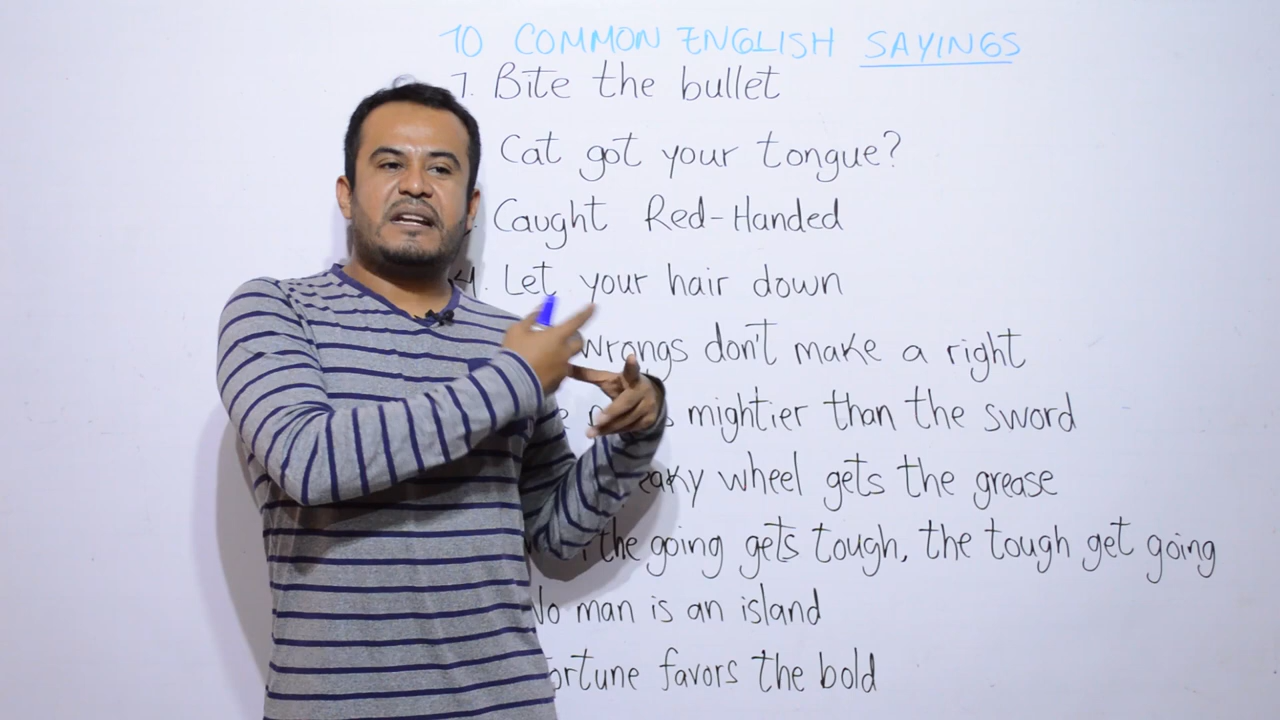 10 COMMON ENGLISH SAYINGS
1. Bite the bullet
Cat got your tongue?
Caught Red-Handed
4. Let your hair down
wrongs don't make a right
mightier than the sword
wheel gets the grease
the going gets tough, the tough get going
No man is an island
fortune favors the bold